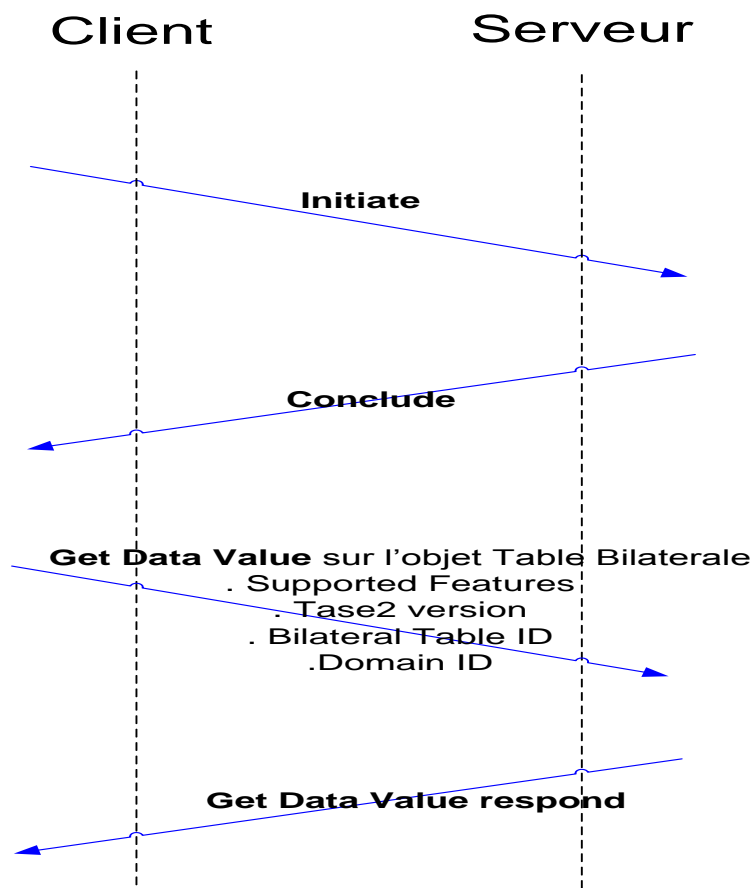 Client
Serveur
Initiate
Conclude
Get Data Value sur l'objet Table Bilaterale
. Supported Features
. Tase2 version
. Bilateral Table ID
.Domain ID
Get Data Value respond